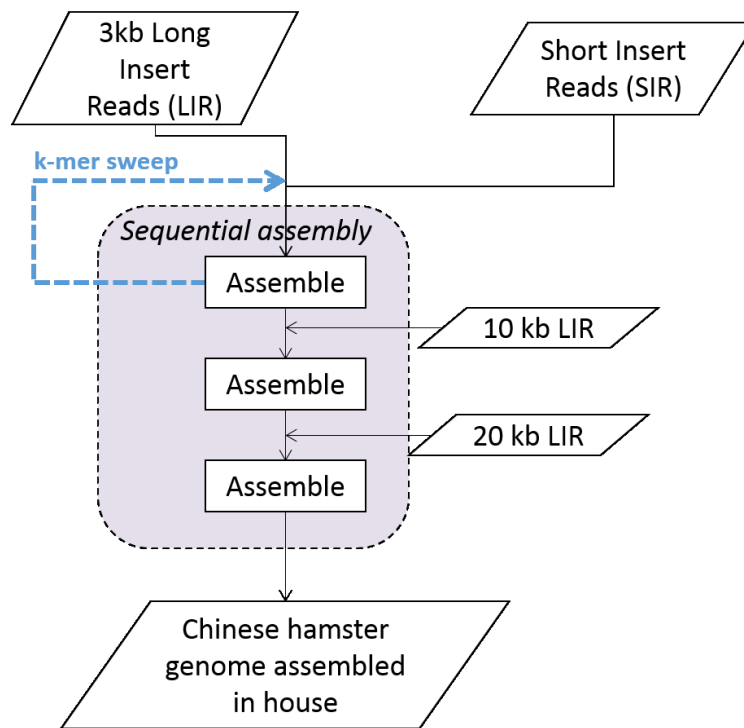 3kb Long
Insert
Reads (LIR)
Short Insert
Reads (SIR)
k-mer sweep
Sequential assembly
Assemble
10 kb LIR
Assemble
20 kb LIR
Assemble
Chinese hamster
genome assembled
in house